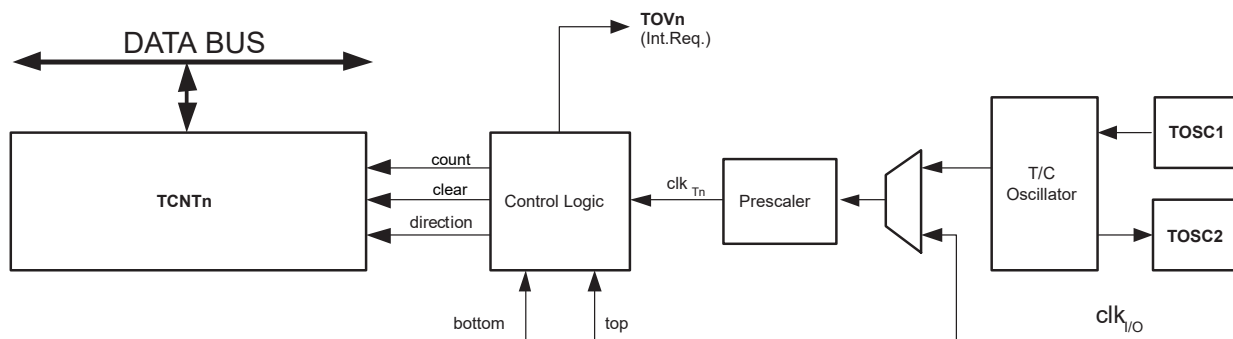 DATA BUS
TOVn
(Int.Req.)
TOSC1
count
clear
direction
TCNTn
Control Logic
clk Tn
Prescaler
T/C
Oscillator
TOSC2
bottom
top
clk I/O